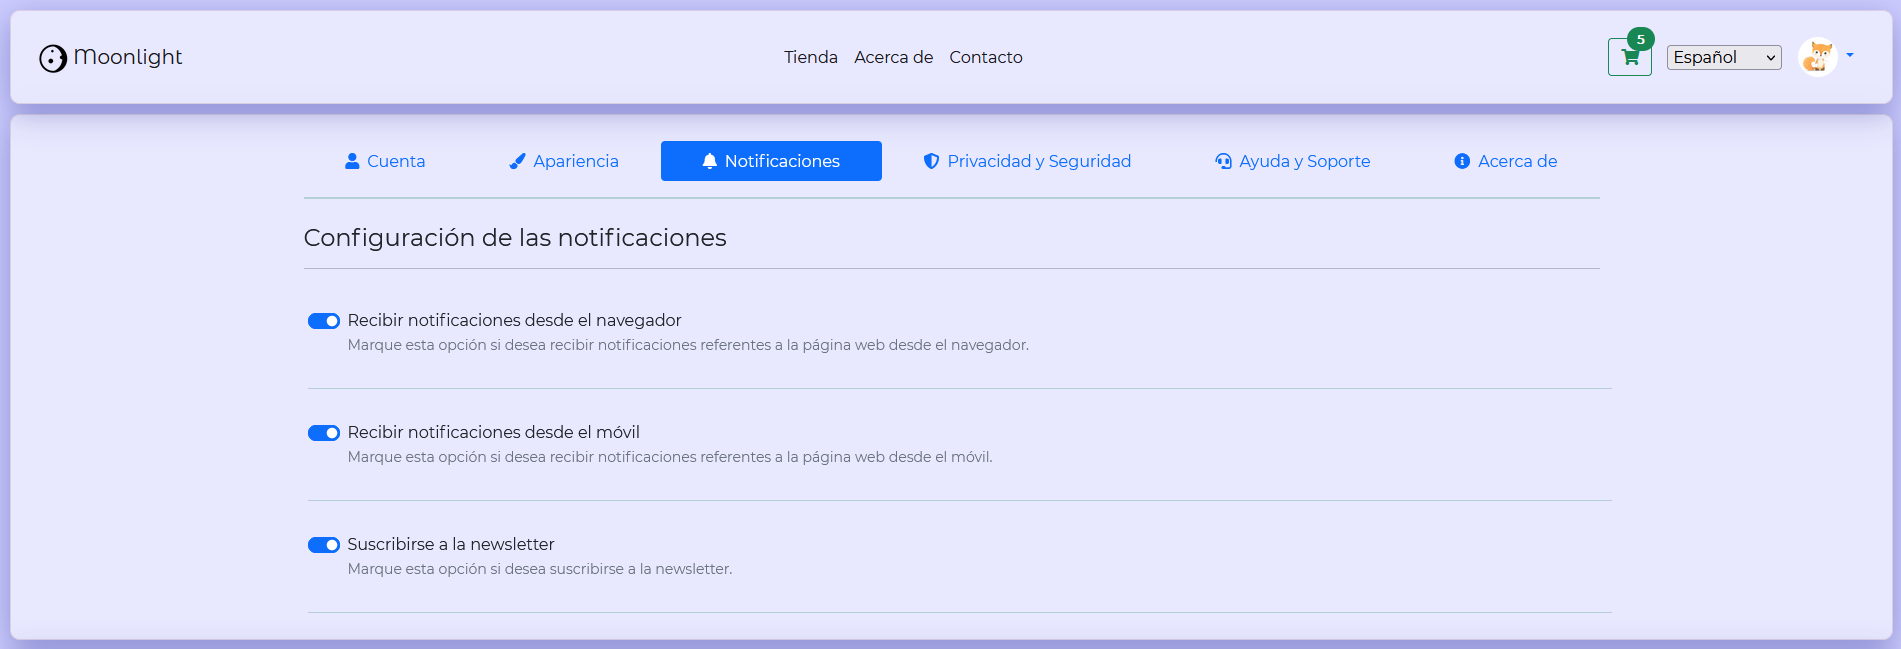 Moonlight
Tienda Acerca de Contacto
5
Español
Cuenta Apariencia Notificaciones Privacidad y Seguridad Ayuda y Soporte Acerca de
Configuración de las notificaciones
Recibir notificaciones desde el navegador
Marque esta opción si desea recibir notificaciones referentes a la página web desde el navegador.
Recibir notificaciones desde el móvil
Marque esta opción si desea recibir notificaciones referentes a la página web desde el móvil.
Suscribirse a la newsletter
Marque esta opción si desea suscribirse a la newsletter.